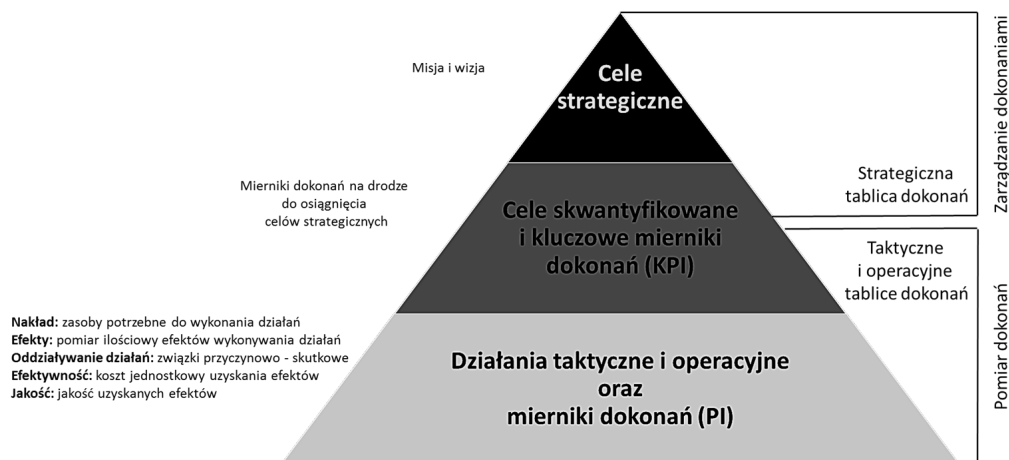 Misja i wizja
Cele
strategiczne
Zarządzanie dokonaniami
Strategiczna
tablica dokonań
Mierniki dokonań na drodze
do osiągnięcia
celów strategicznych
Cele skwantyfikowane
i kluczowe mierniki
dokonań (KPI)
Taktyczne
i operacyjne
tablice dokonań
Pomiar dokonań
Nakład: zasoby potrzebne do wykonania działań
Efekty: pomiar ilościowy efektów wykonywania działań
Oddziaływanie działań: związki przyczynowo - skutkowe
Efektywność: koszt jednostkowy uzyskania efektów
Jakość: jakość uzyskanych efektów
Działania taktyczne i operacyjne
oraz
mierniki dokonań (PI)